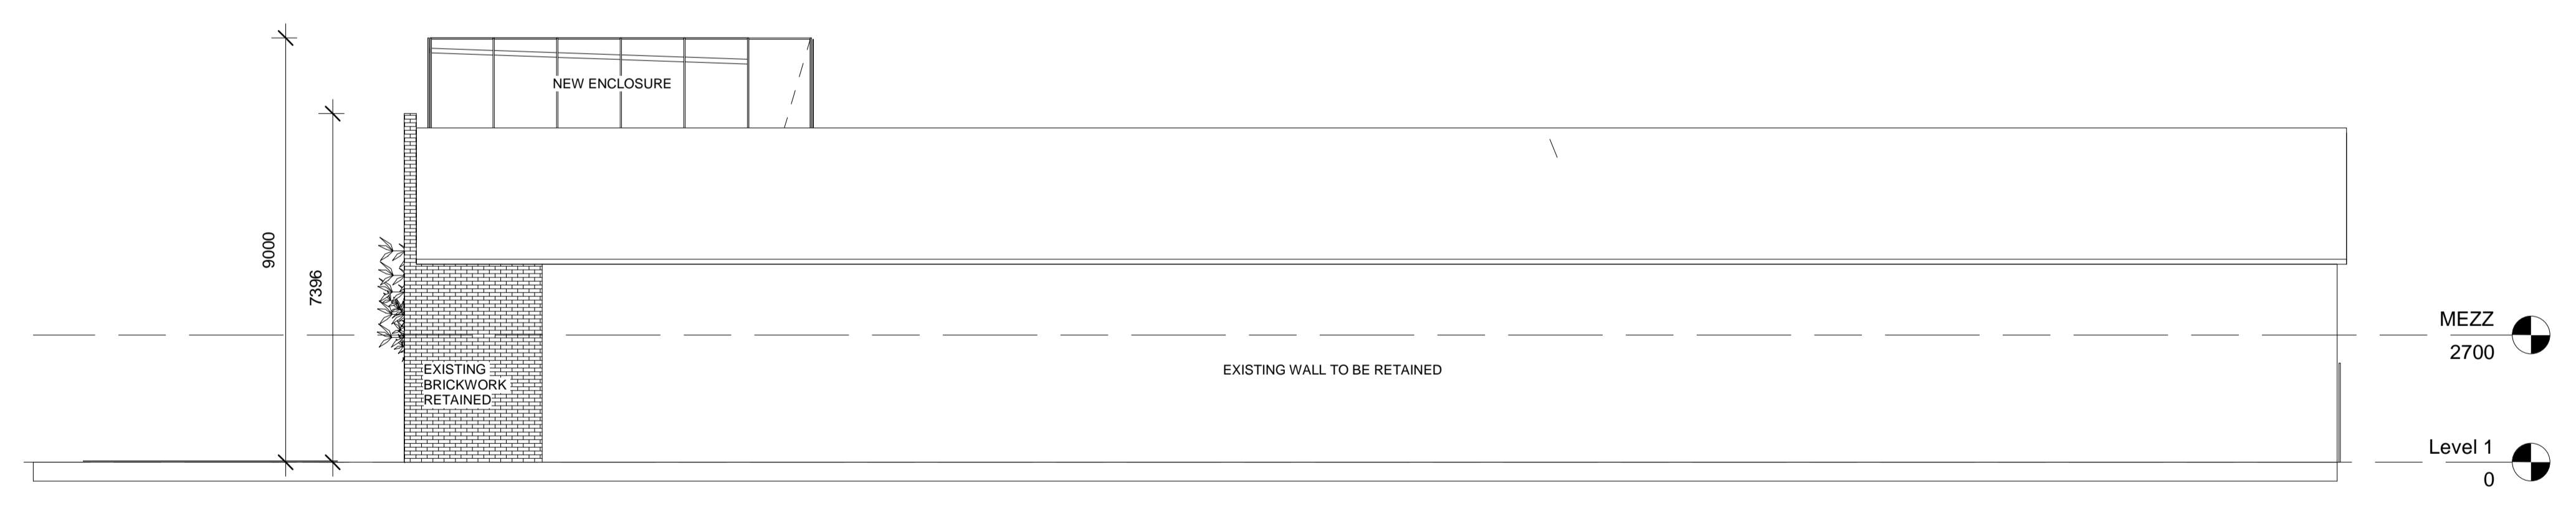 NEW ENCLOSURE
9000
7396
MEZZ
2700
EXISTING
BRICKWORK
RETAINED
EXISTING WALL TO BE RETAINED
Level 1
0